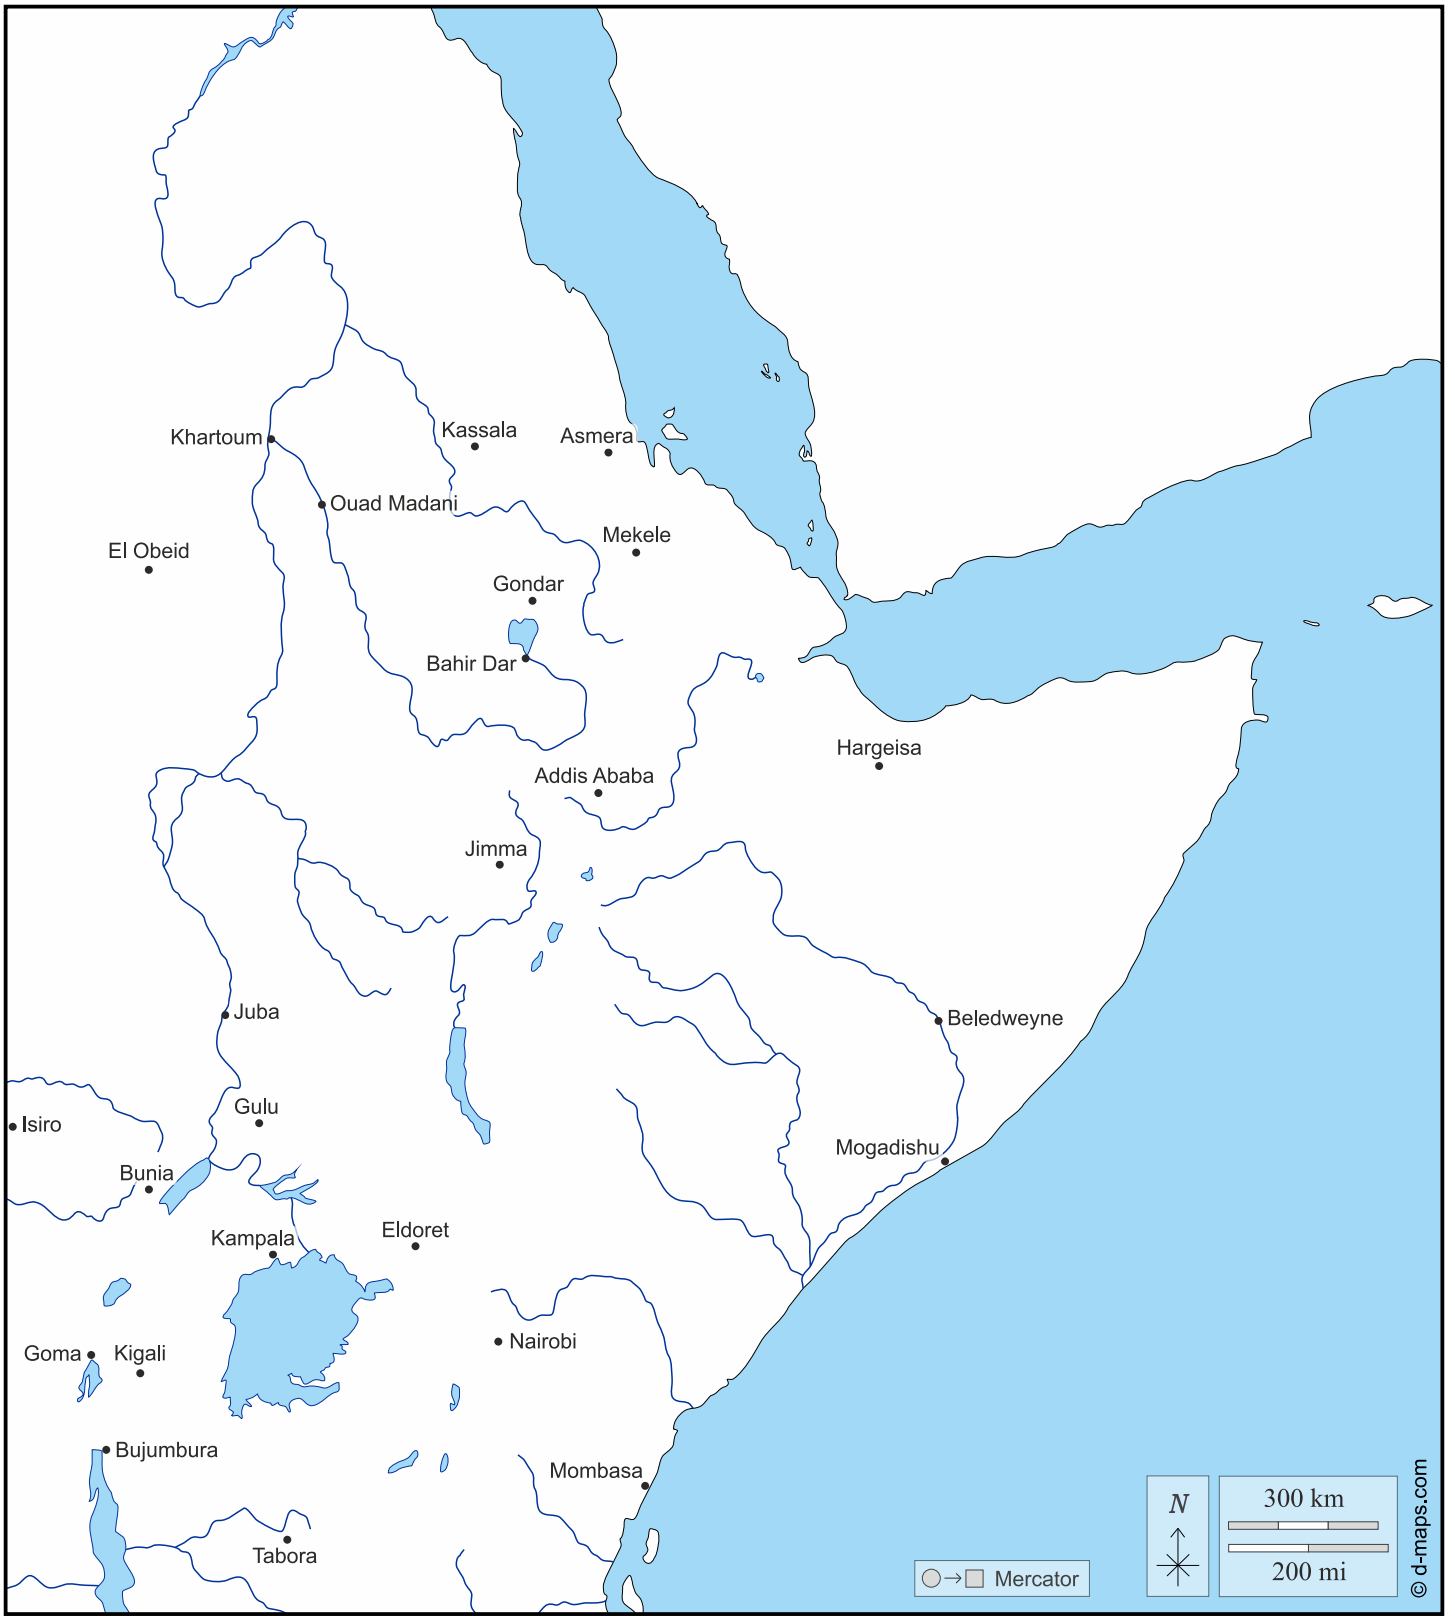 Khartoum
Kassala
Asmera
Ouad Madani
El Obeid
Mekele
Gondar
Bahir Dar
Hargeisa
Addis Ababa
Jimma
Juba
Beledweyne
Gulu
Isiro
Mogadishu
Bunia
Kampala
Eldoret
Nairobi
Goma
Kigali
Bujumbura
Mombasa
Tabora
Mercator
N
300 km
200 mi
© d-maps.com